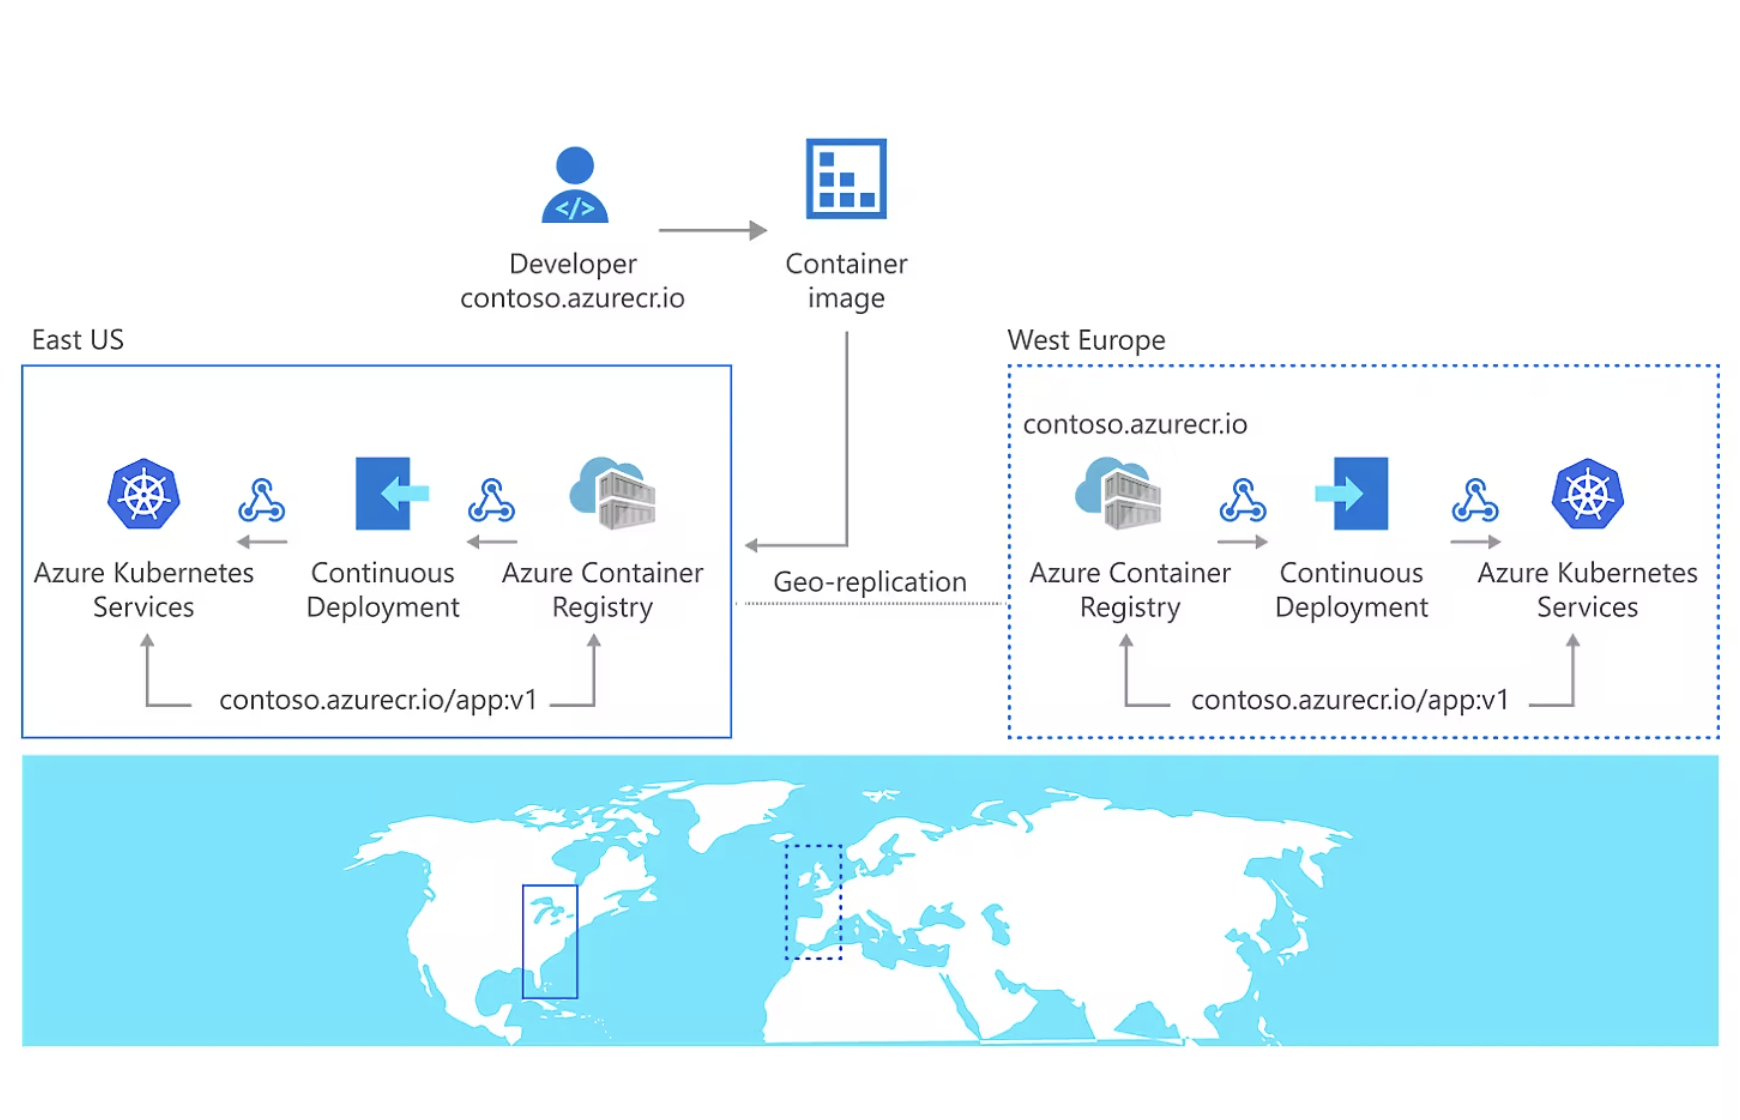 </>
Developer
contoso.azurecr.io
Container
image
East US
Azure Kubernetes
Services
Continuous
Deployment
Azure Container
Registry
contoso.azurecr.io/app:v1
Geo-replication
West Europe
contoso.azurecr.io
Azure Container
Registry
Continuous
Deployment
Azure Kubernetes
Services
contoso.azurecr.io/app:v1